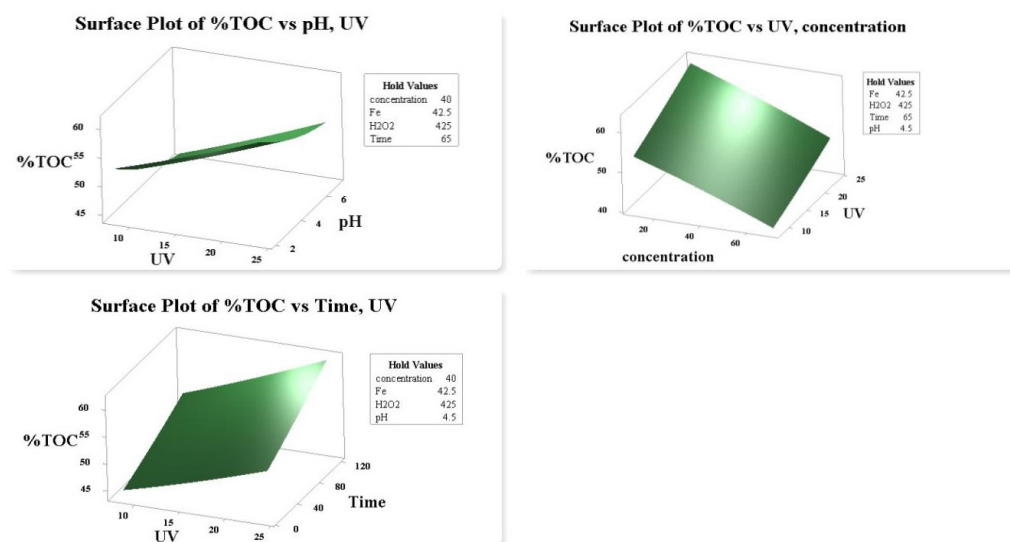 Surface Plot of %TOC vs pH, UV
Hold Values
concentration 40
Fe 42.5
H2O2 425
Time 65
60
55
50
45
%TOC
10
15
20
25
UV
2
4
6
pH
Surface Plot of %TOC vs UV, concentration
Hold Values
Fe 42.5
H2O2 425
Time 65
pH 4.5
60
50
40
%TOC
20
40
60
concentration
10
15
20
25
UV
Surface Plot of %TOC vs Time, UV
Hold Values
concentration 40
Fe 42.5
H2O2 425
pH 4.5
60
55
50
45
%TOC
10
15
20
25
UV
0
40
80
120
Time